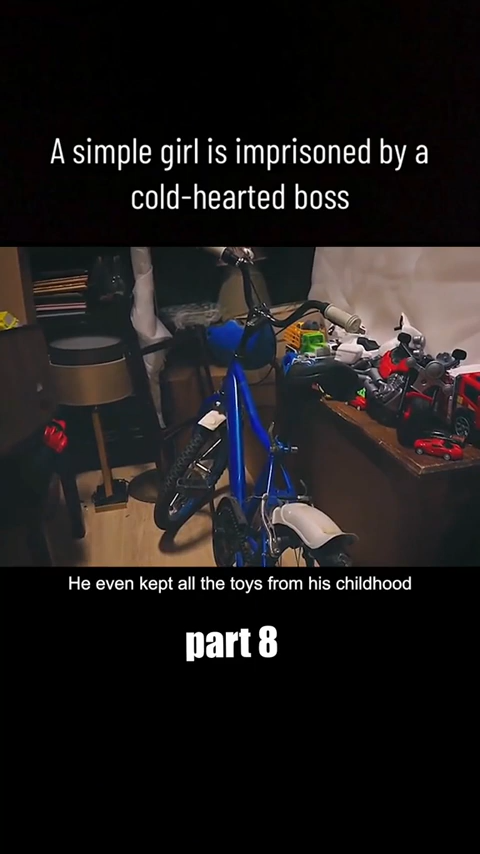 A simple girl is imprisoned by a
cold-hearted boss
He even kept all the toys from his childhood
part 8